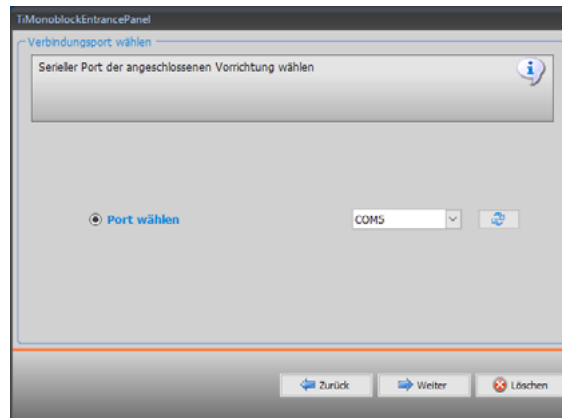 TiMonoblockEntrancePanel
Verbindungsport wählen
Serieller Port der angeschlossenen Vorrichtung wählen
Port wählen COM5
Zurück Weiter Löschen